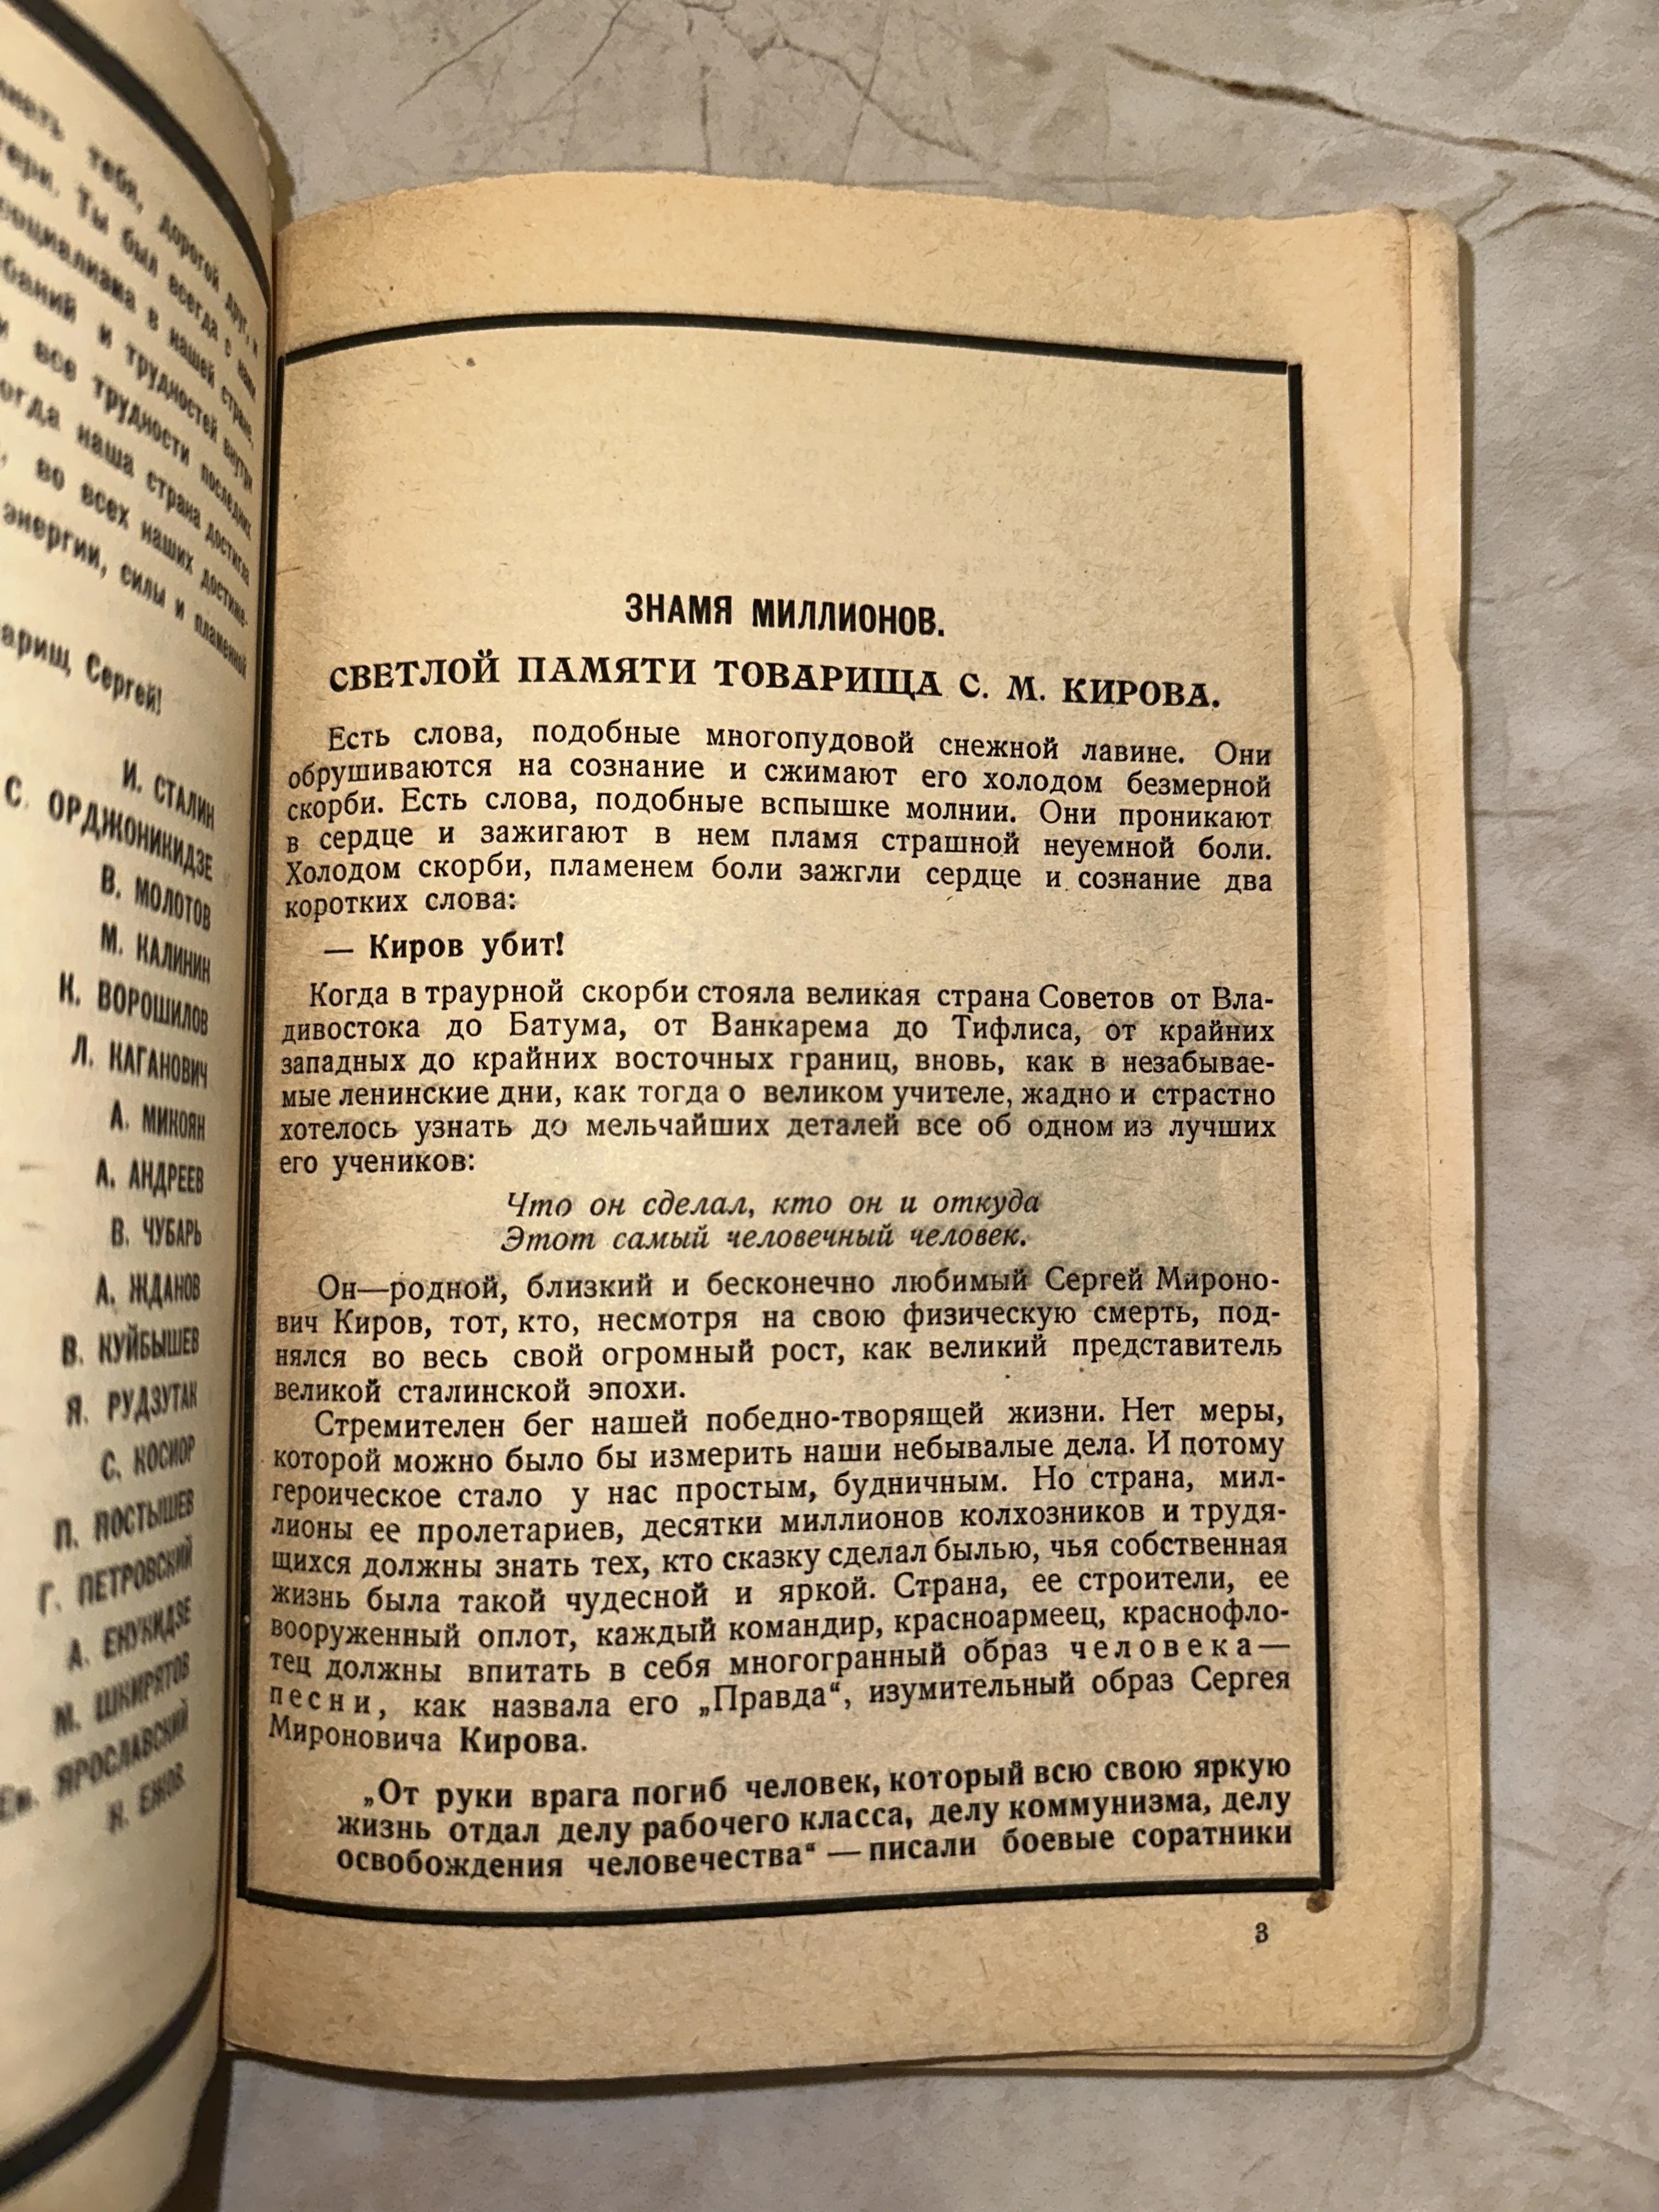 тебя, дорогой друг, и
Ты был всегда с нами
социализма в нашей стране,
и трудностей внутри
все трудности последних
когда наша страна достигла
во всех наших достиже-
энергии, силы и пламенной
Сергей!
И. СТАЛИН
С. ОРДЖОНИКИДЗЕ
В. МОЛОТОВ
М. КАЛИНИН
К. ВОРОШИЛОВ
Л. КАГАНОВИЧ
А. МИКОЯН
А. АНДРЕЕВ
В. ЧУБАРЬ
А. ЖДАНОВ
В. КУЙБЫШЕВ
Я. РУДЗУТАК
С. КОСИОР
П. ПОСТЫШЕВ
Г. ПЕТРОВСКИЙ
А. ЕНУКИДЗЕ
М. ШКИРЯТОВ
Ем. ЯРОСЛАВСКИЙ
Н. ЕЖОВ
ЗНАМЯ МИЛЛИОНОВ.
СВЕТЛОЙ ПАМЯТИ ТОВАРИЩА С. М. КИРОВА.
Есть слова, подобные многопудовой снежной лавине. Они
обрушиваются на сознание и сжимают его холодом безмерной
скорби. Есть слова, подобные вспышке молнии. Они проникают
в сердце и зажигают в нем пламя страшной неуемной боли.
Холодом скорби, пламенем боли зажгли сердце и сознание два
коротких слова:
— Киров убит!
Когда в траурной скорби стояла великая страна Советов от Вла-
дивостока до Батума, от Ванкарема до Тифлиса, от крайних
западных до крайних восточных границ, вновь, как в незабывае-
мые ленинские дни, как тогда о великом учителе, жадно и страстно
хотелось узнать до мельчайших деталей все об одном из лучших
его учеников:
Что он сделал, кто он и откуда
Этот самый человечный человек.
Он—родной, близкий и бесконечно любимый Сергей Мироно-
вич Киров, тот, кто, несмотря на свою физическую смерть, под-
нялся во весь свой огромный рост, как великий представитель
великой сталинской эпохи.
Стремителен бег нашей победно-творящей жизни. Нет меры,
которой можно было бы измерить наши небывалые дела. И потому
героическое стало у нас простым, будничным. Но страна, мил-
лионы ее пролетариев, десятки миллионов колхозников и трудя-
щихся должны знать тех, кто сказку сделал былью, чья собственная
жизнь была такой чудесной и яркой. Страна, ее строители, ее
вооруженный оплот, каждый командир, красноармеец, краснофло-
тец должны впитать в себя многогранный образ человека—
песни, как назвала его „Правда“, изумительный образ Сергея
Мироновича Кирова.
„От руки врага погиб человек, который всю свою яркую
жизнь отдал делу рабочего класса, делу коммунизма, делу
освобождения человечества“ — писали боевые соратники
3